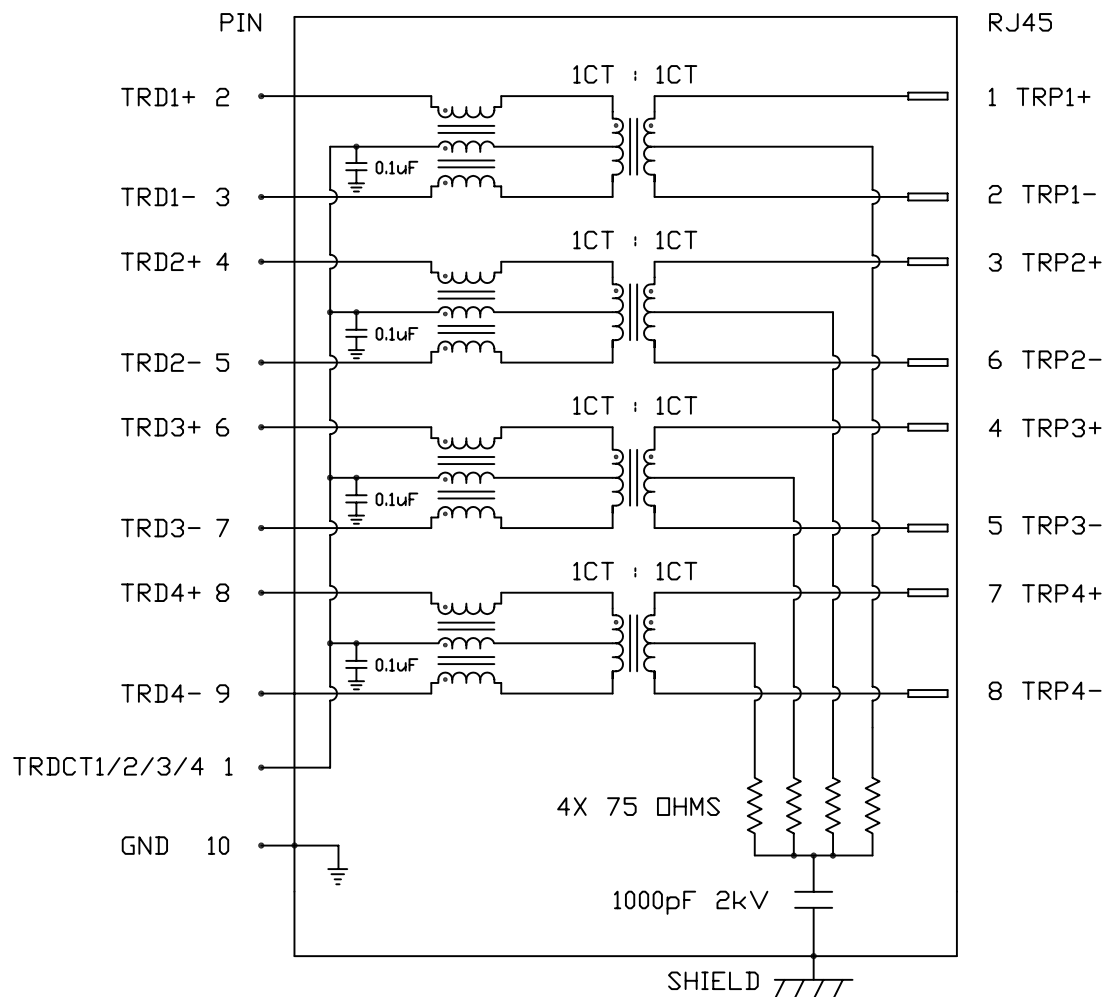 PIN RJ45
1CT : 1CT
TRD1+ 2 1 TRP1+
0.1uF
TRD1- 3 2 TRP1-
1CT : 1CT
TRD2+ 4 3 TRP2+
0.1uF
TRD2- 5 6 TRP2-
1CT : 1CT
TRD3+ 6 4 TRP3+
0.1uF
TRD3- 7 5 TRP3-
1CT : 1CT
TRD4+ 8 7 TRP4+
0.1uF
TRD4- 9 8 TRP4-
TRDCT1/2/3/4 1
4X 75 OHMS
GND 10
1000pF 2kV
SHIELD